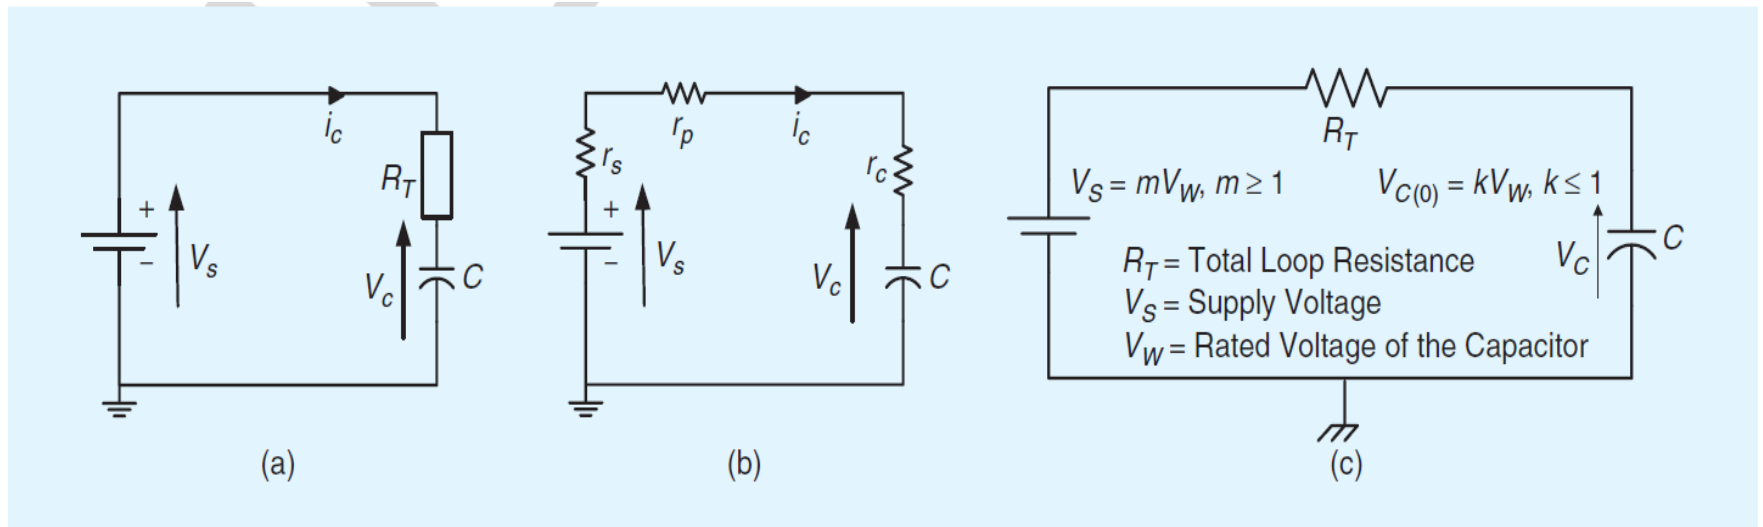 i_c
R_T
+
−
V_s
V_c
C
(a)
r_p
i_c
r_s
r_c
+
−
V_s
V_c
C
(b)
R_T
V_S = mV_W, m ≥ 1
V_C(0) = kV_W, k ≤ 1
R_T = Total Loop Resistance
V_S = Supply Voltage
V_W = Rated Voltage of the Capacitor
V_C
C
(c)